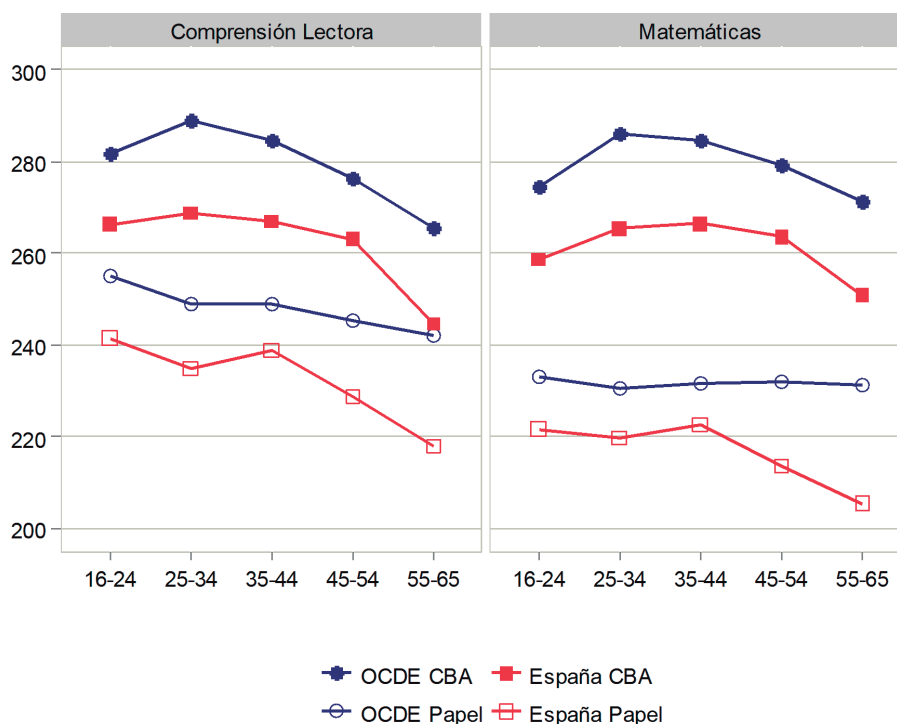 Comprensión Lectora
Matemáticas
300
280
260
240
220
200
16-24 25-34 35-44 45-54 55-65
16-24 25-34 35-44 45-54 55-65
OCDE CBA España CBA
OCDE Papel España Papel